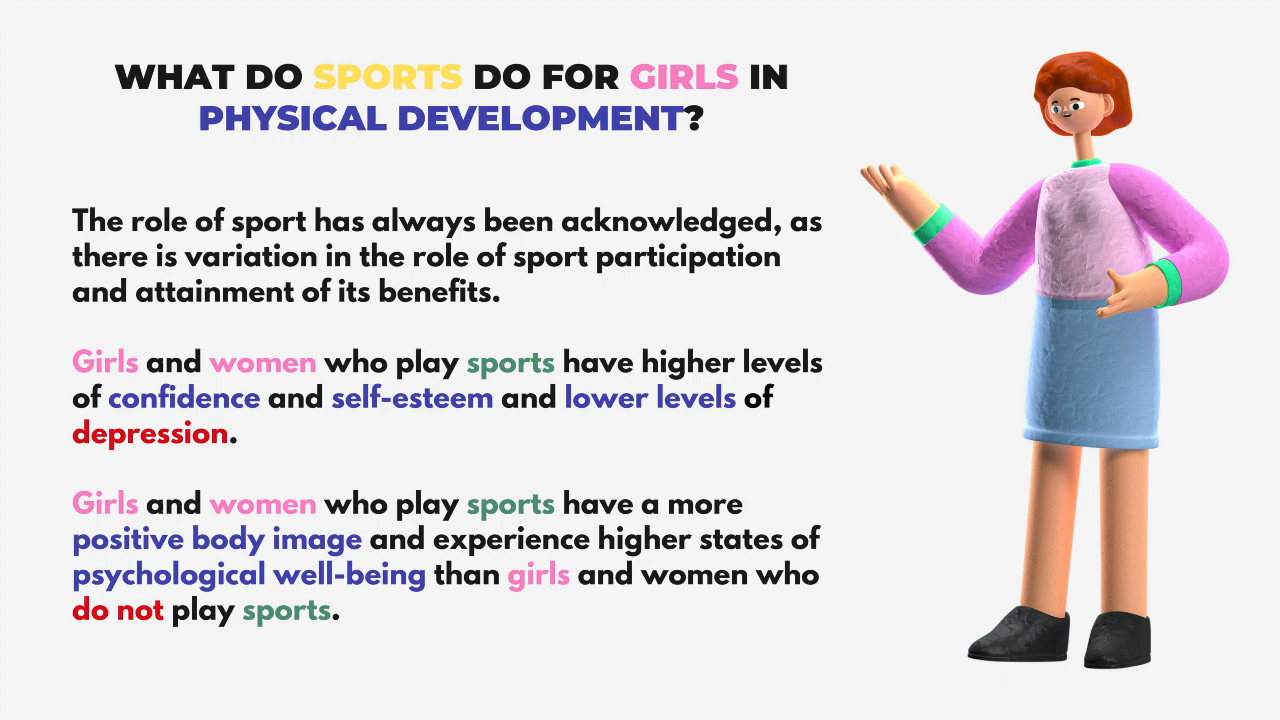 WHAT DO SPORTS DO FOR GIRLS IN
PHYSICAL DEVELOPMENT?
The role of sport has always been acknowledged, as
there is variation in the role of sport participation
and attainment of its benefits.
Girls and women who play sports have higher levels
of confidence and self-esteem and lower levels of
depression.
Girls and women who play sports have a more
positive body image and experience higher states of
psychological well-being than girls and women who
do not play sports.